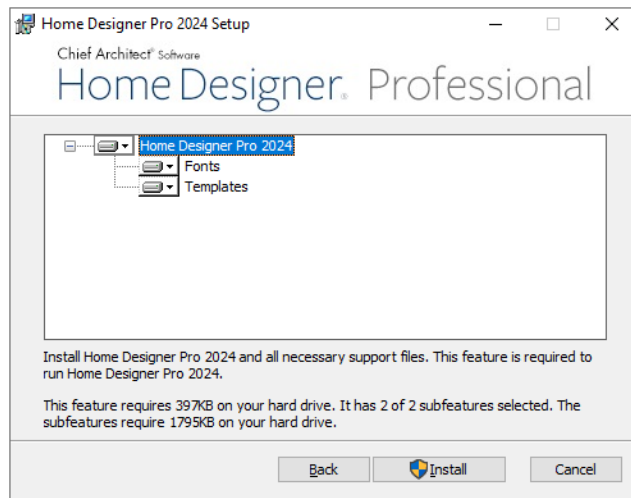 Home Designer Pro 2024 Setup
Chief Architect® Software
Home Designer® Professional
Home Designer Pro 2024
Fonts
Templates
Install Home Designer Pro 2024 and all necessary support files. This feature is required to
run Home Designer Pro 2024.
This feature requires 397KB on your hard drive. It has 2 of 2 subfeatures selected. The
subfeatures require 1795KB on your hard drive.
Back Install Cancel